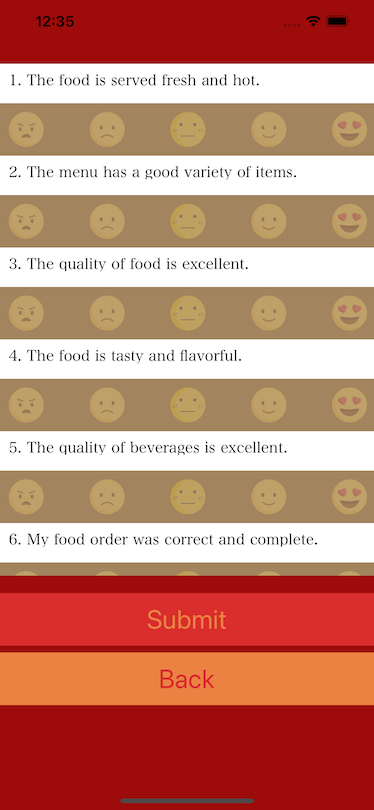 12:35
1. The food is served fresh and hot.
2. The menu has a good variety of items.
3. The quality of food is excellent.
4. The food is tasty and flavorful.
5. The quality of beverages is excellent.
6. My food order was correct and complete.
Submit
Back